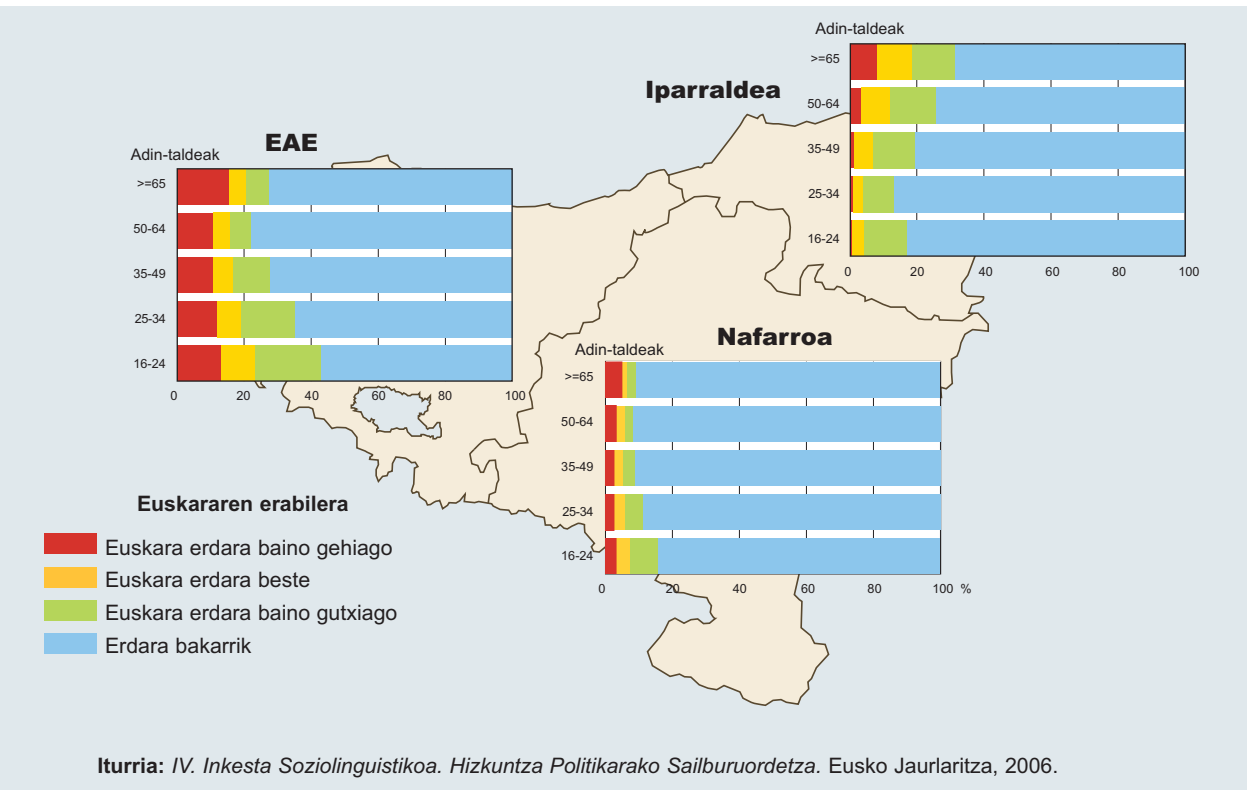 Adin-taldeak
Iparraldea
>=65
50-64
35-49
25-34
16-24
0 20 40 60 80 100
EAE
Adin-taldeak
>=65
50-64
35-49
25-34
16-24
0 20 40 60 80 100
Nafarroa
Adin-taldeak
>=65
50-64
35-49
25-34
16-24
0 20 40 60 80 100 %
Euskararen erabilera
Euskara erdara baino gehiago
Euskara erdara beste
Euskara erdara baino gutxiago
Erdara bakarrik
Iturria: IV. Inkesta Soziolinguistikoa. Hizkuntza Politikarako Sailburuordetza. Eusko Jaurlaritza, 2006.